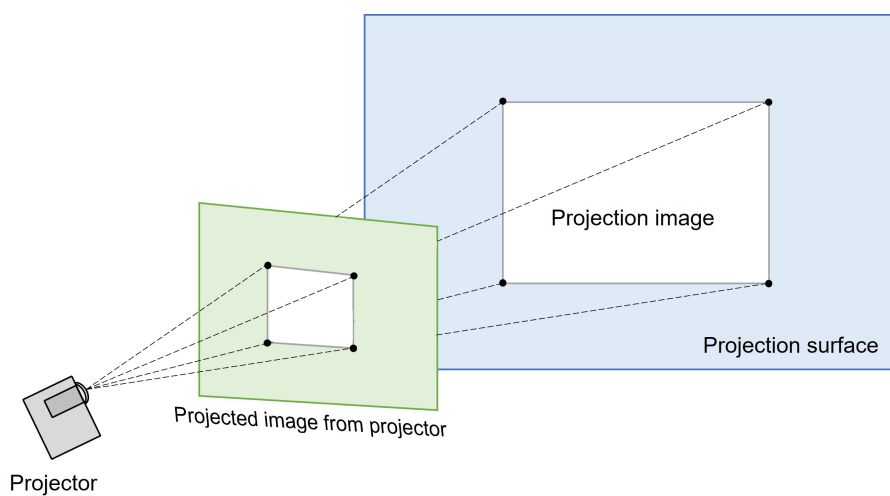 Projection image
Projection surface
Projected image from projector
Projector